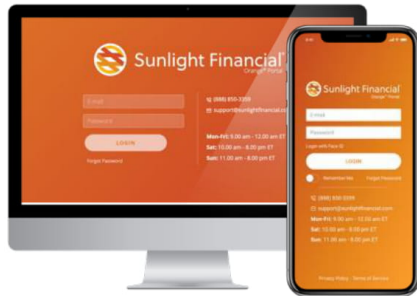 Sunlight Financial
Orange® Portal
E-mail
Password
LOGIN
Forgot Password
(888) 850-3359
support@sunlightfinancial.co
Mon-Fri: 9.00 am - 12.00 am ET
Sat: 10.00 am - 8.00 pm ET
Sun: 11.00 am - 8.00 pm ET
Sunlight Financial
Orange® Portal
E-mail
Password
Login with Face ID
LOGIN
Remember Me
Forgot Password
(888) 850-3359
support@sunlightfinancial.com
Mon-Fri: 9.00 am - 12.00 am ET
Sat: 10.00 am - 8.00 pm ET
Sun: 11.00 am - 8.00 pm ET
Privacy Policy Terms of Service